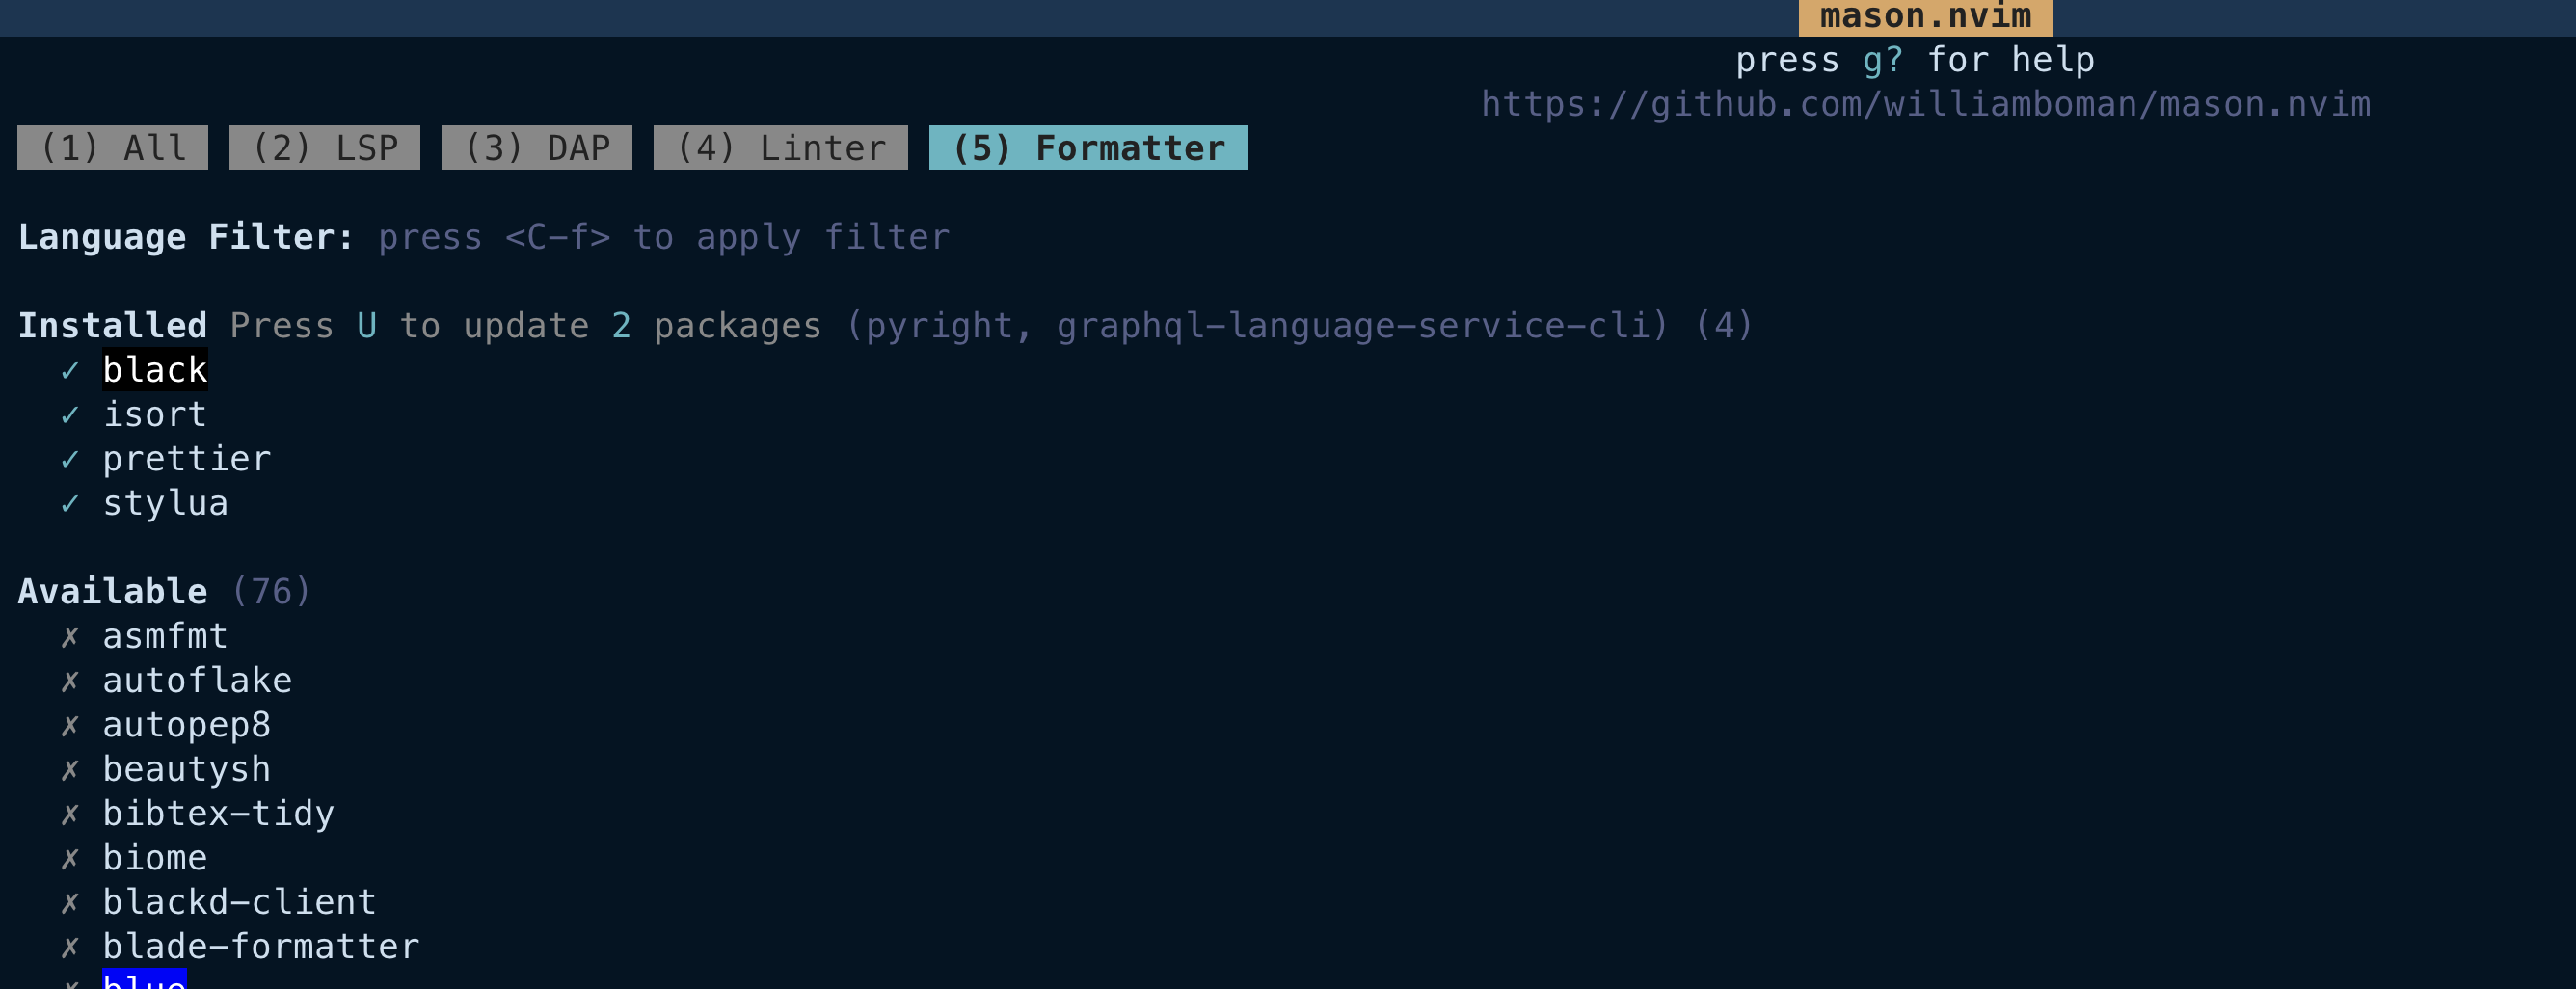 mason.nvim
press g? for help
https://github.com/williamboman/mason.nvim
(1) All (2) LSP (3) DAP (4) Linter (5) Formatter
Language Filter: press <C-f> to apply filter
Installed Press U to update 2 packages (pyright, graphql-language-service-cli) (4)
✓ black
✓ isort
✓ prettier
✓ stylua
Available (76)
✗ asmfmt
✗ autoflake
✗ autopep8
✗ beautysh
✗ bibtex-tidy
✗ biome
✗ blackd-client
✗ blade-formatter
✗ blue